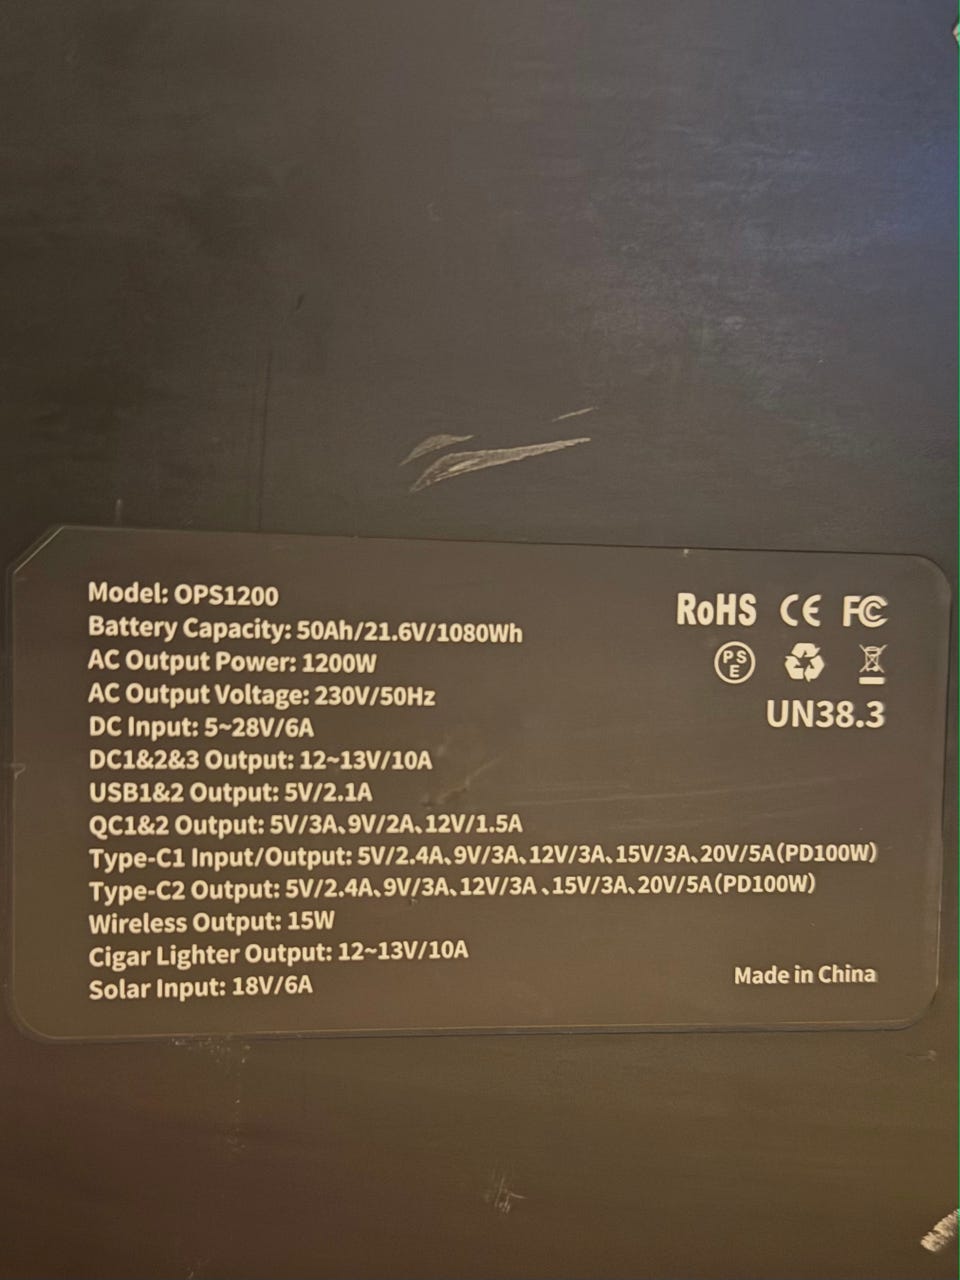 Model: OPS1200
Battery Capacity: 50Ah/21.6V/1080Wh
AC Output Power: 1200W
AC Output Voltage: 230V/50Hz
DC Input: 5~28V/6A
DC1&2&3 Output: 12~13V/10A
USB1&2 Output: 5V/2.1A
QC1&2 Output: 5V/3A、9V/2A、12V/1.5A
Type-C1 Input/Output: 5V/2.4A、9V/3A、12V/3A、15V/3A、20V/5A(PD100W)
Type-C2 Output: 5V/2.4A、9V/3A、12V/3A 、15V/3A、20V/5A(PD100W)
Wireless Output: 15W
Cigar Lighter Output: 12~13V/10A
Solar Input: 18V/6A
RoHS CE FC
PSE
UN38.3
Made in China